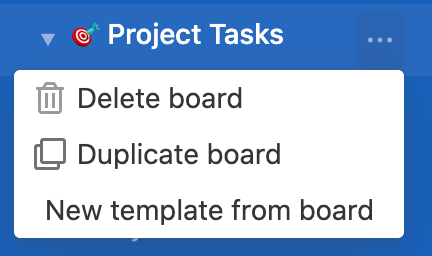 Project Tasks
Delete board
Duplicate board
New template from board